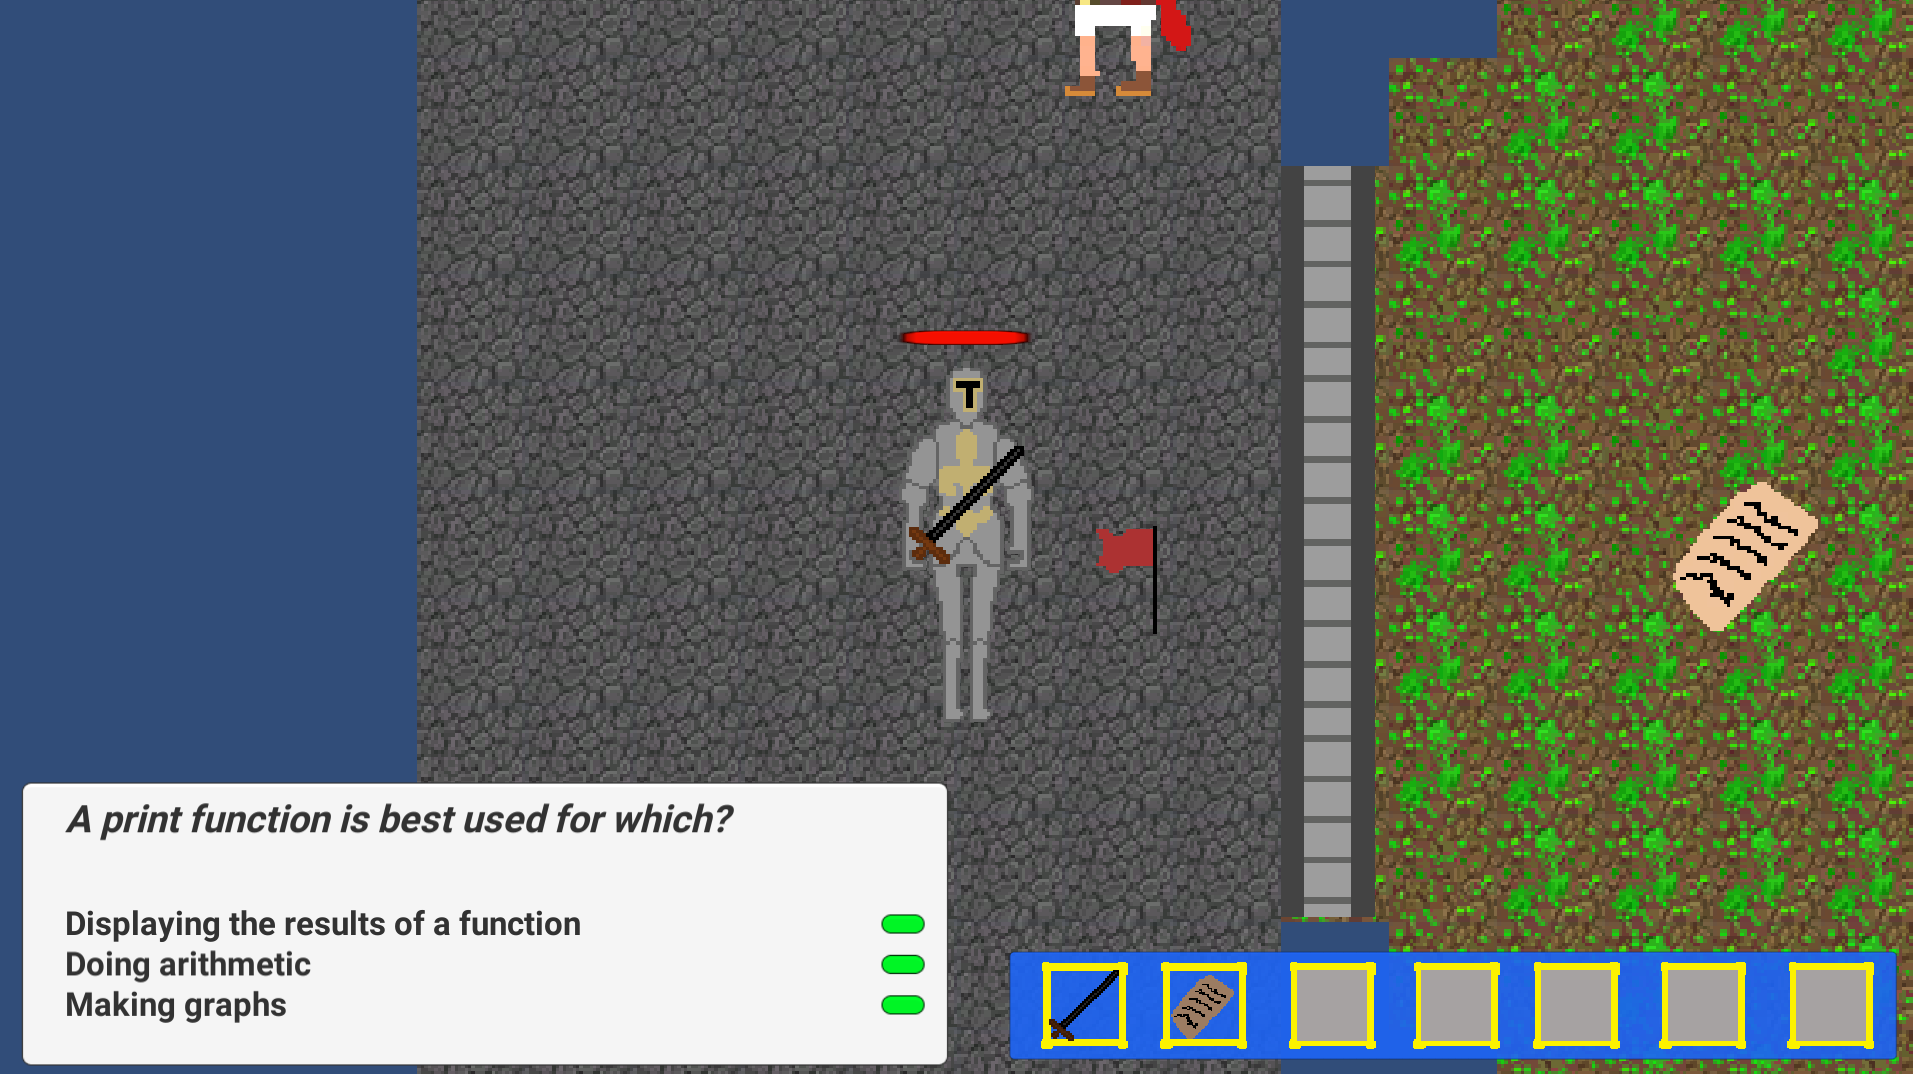 A print function is best used for which?
Displaying the results of a function
Doing arithmetic
Making graphs